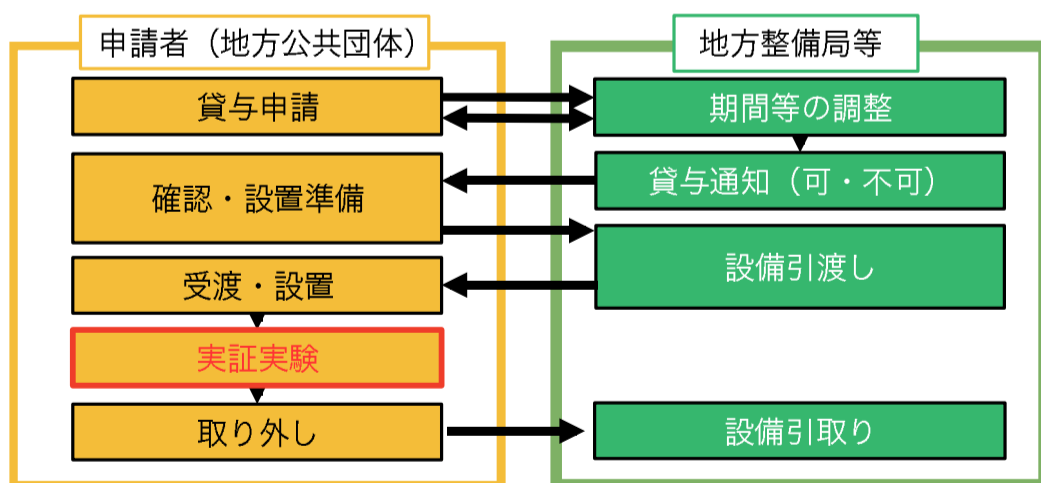 申請者（地方公共団体）
貸与申請
確認・設置準備
受渡・設置
実証実験
取り外し
地方整備局等
期間等の調整
貸与通知（可・不可）
設備引渡し
設備引取り